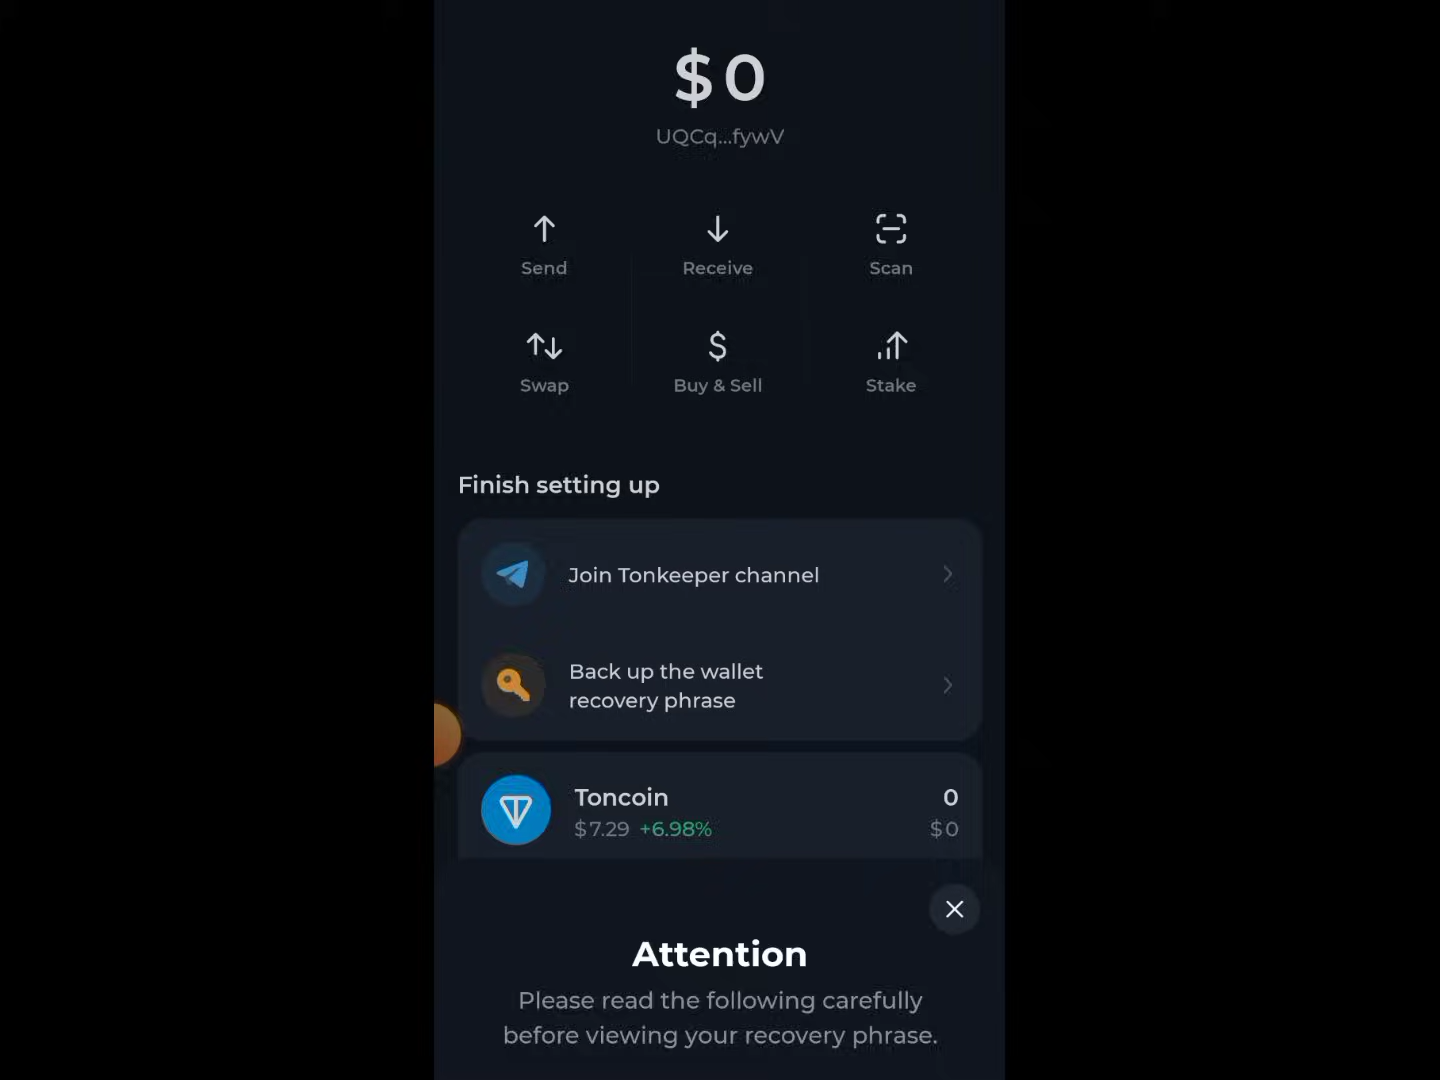 $0
UQCq...fywV
Send
Receive
Scan
Swap
Buy & Sell
Stake
Finish setting up
Join Tonkeeper channel
Back up the wallet
recovery phrase
Toncoin
0
$7.29 +6.98%
$0
Attention
Please read the following carefully
before viewing your recovery phrase.